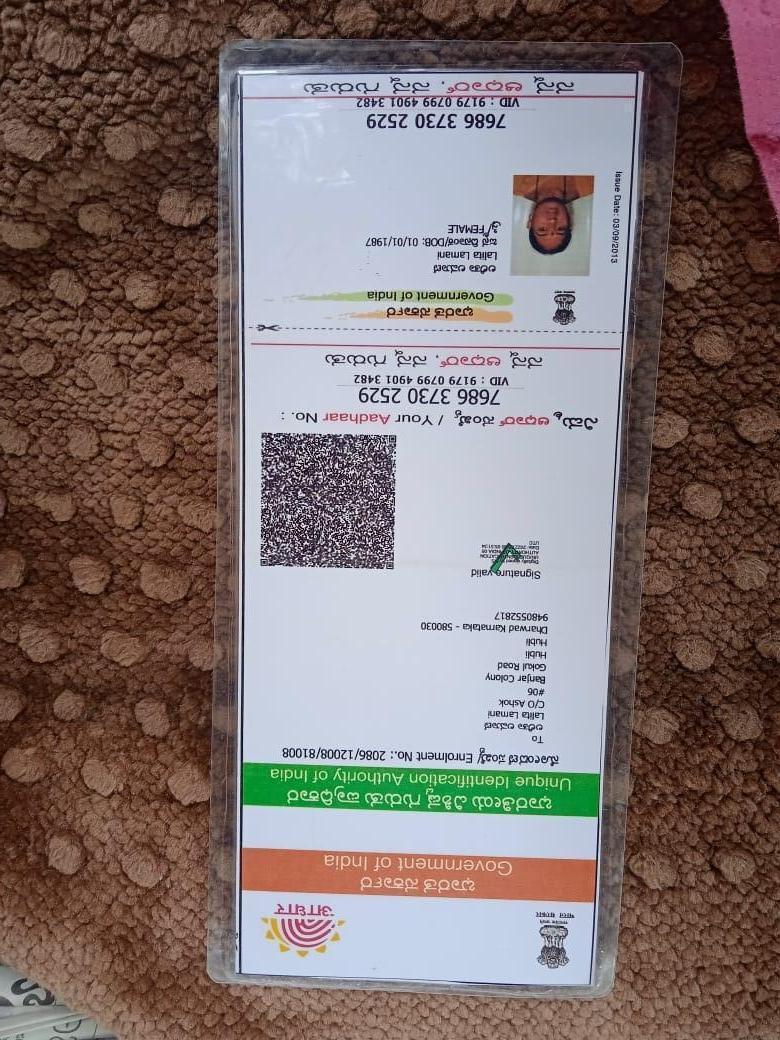 ಭಾರತ ಸರ್ಕಾರ
Government of India
ಭಾರತೀಯ ವಿಶಿಷ್ಟ ಗುರುತು ಪ್ರಾಧಿಕಾರ
Unique Identification Authority of India
ನೋಂದಣಿ ಸಂಖ್ಯೆ/ Enrolment No.: 2086/12008/81008
To
ಲಲಿತಾ ಲಮಾಣಿ
Lalita Lamani
C/O Ashok
#06
Banjar Colony
Gokul Road
Hubli
Hubli
Dharwad Karnataka - 580030
9480552817
Signature valid
ನಿಮ್ಮ ಆಧಾರ್ ಸಂಖ್ಯೆ / Your Aadhaar No. :
7686 3730 2529
VID : 9179 0799 4901 3482
ನನ್ನ ಆಧಾರ್, ನನ್ನ ಗುರುತು
ಭಾರತ ಸರ್ಕಾರ
Government of India
Issue Date: 03/09/2013
ಲಲಿತಾ ಲಮಾಣಿ
Lalita Lamani
ಜನ್ಮ ದಿನಾಂಕ/DOB: 01/01/1987
ಸ್ತ್ರೀ/FEMALE
7686 3730 2529
VID : 9179 0799 4901 3482
ನನ್ನ ಆಧಾರ್, ನನ್ನ ಗುರುತು